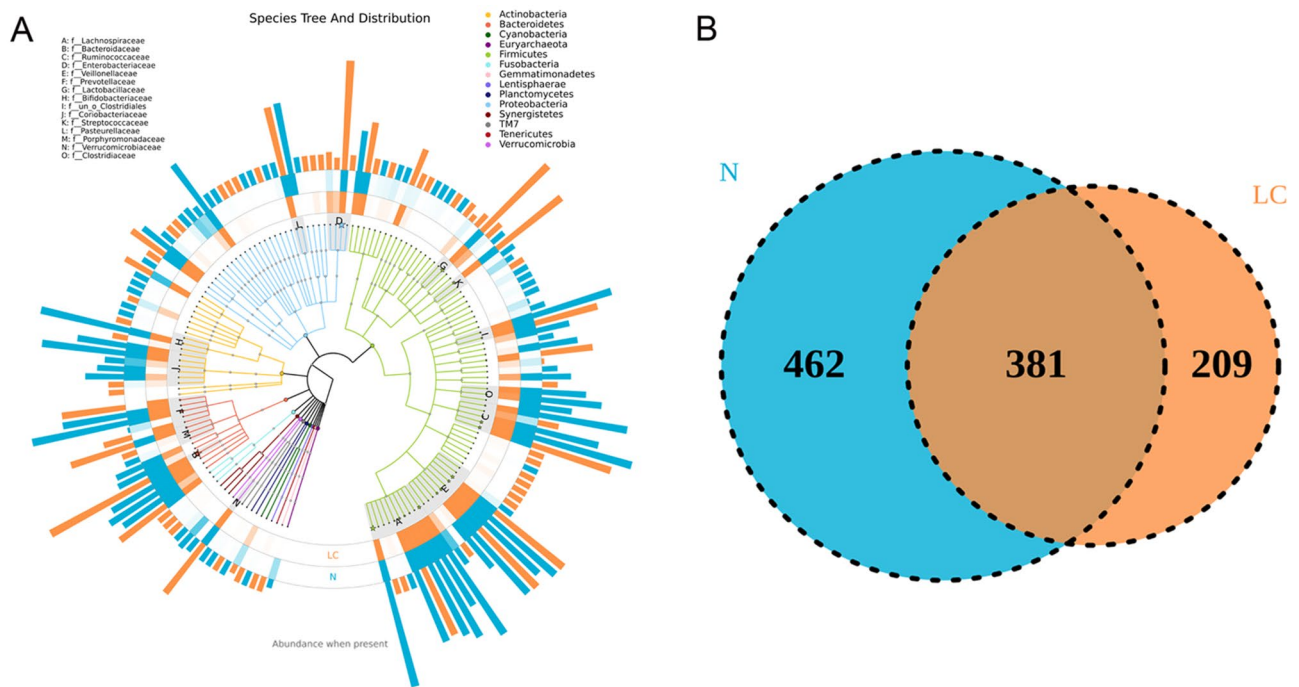 A
Species Tree And Distribution
A: f__Lachnospiraceae
B: f__Bacteroidaceae
C: f__Ruminococcaceae
D: f__Enterobacteriaceae
E: f__Veillonellaceae
F: f__Prevotellaceae
G: f__Lactobacillaceae
H: f__Bifidobacteriaceae
I: f__un_o_Clostridiales
J: f__Coriobacteriaceae
K: f__Streptococcaceae
L: f__Pasteurellaceae
M: f__Porphyromonadaceae
N: f__Verrucomicrobiaceae
O: f__Clostridiaceae
Actinobacteria
Bacteroidetes
Cyanobacteria
Euryarchaeota
Firmicutes
Fusobacteria
Gemmatimonadetes
Lentisphaerae
Planctomycetes
Proteobacteria
Synergistetes
TM7
Tenericutes
Verrucomicrobia
L
D
G
K
I
H
J
O
C
F
M
B
E
N
A
LC
N
Abundance when present
B
N
LC
462
381
209